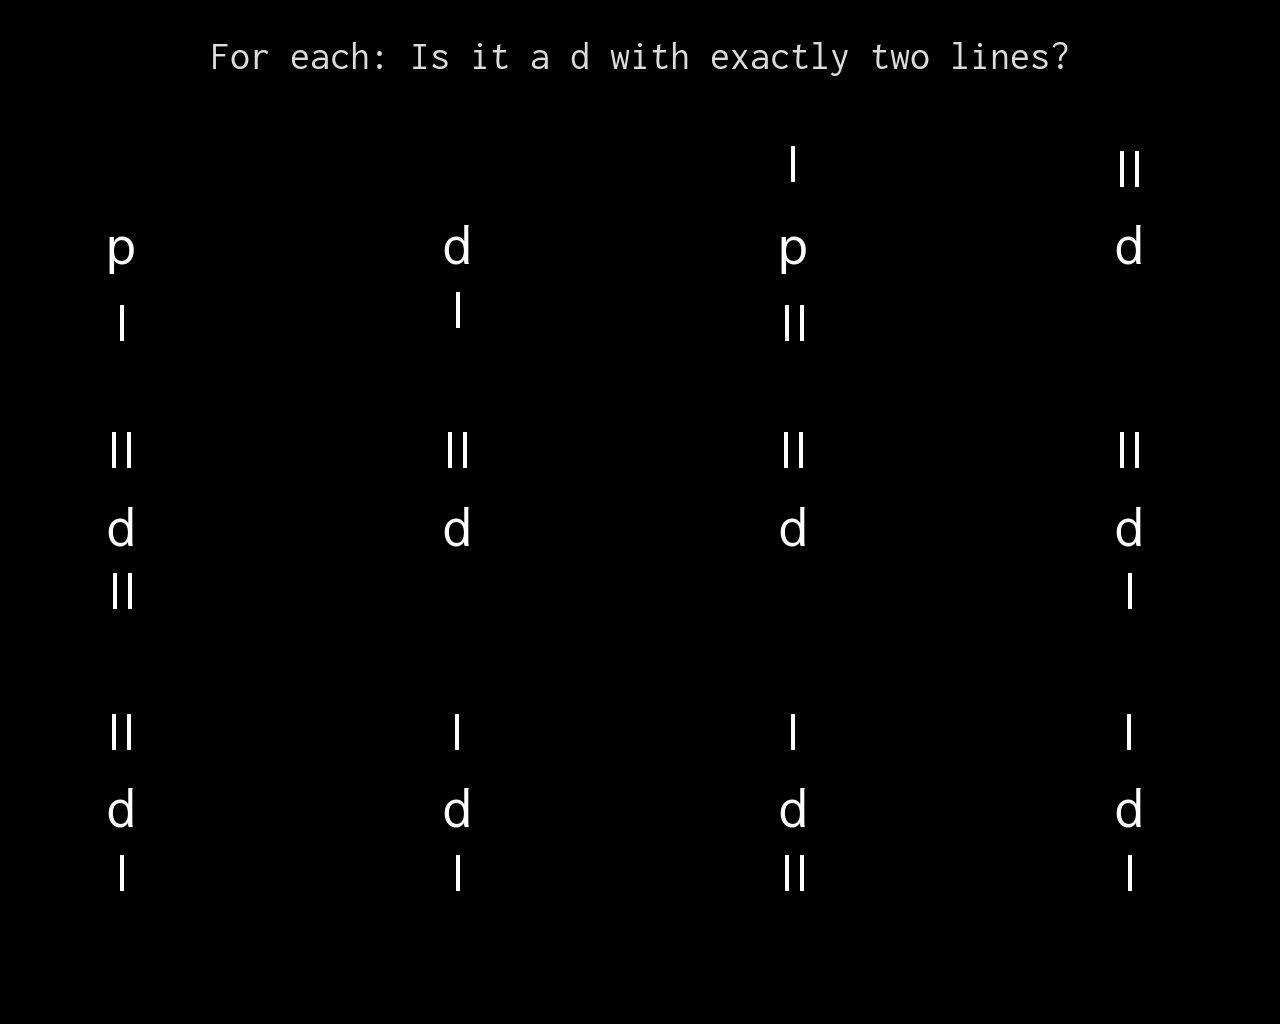 For each: Is it a d with exactly two lines?
| ||
p d p d
| | ||
|| || || ||
d d d d
|| |
|| | | |
d d d d
| | || |